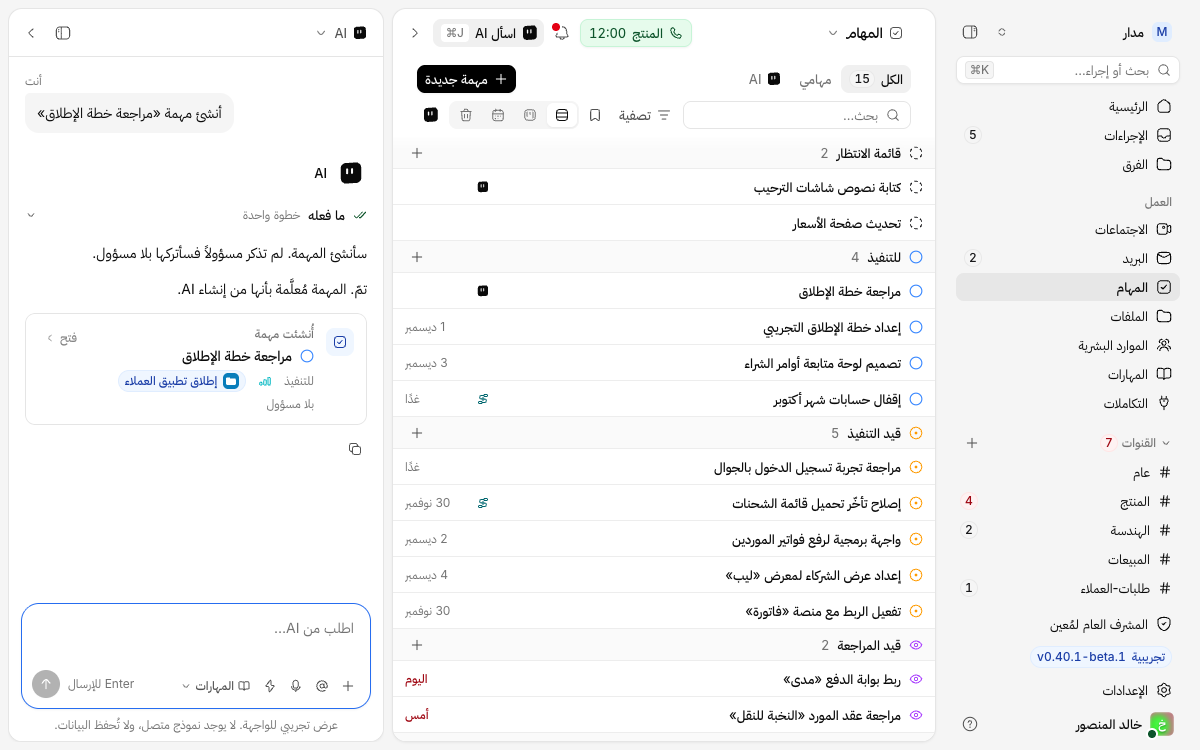 M مدار
بحث أو إجراء... ⌘K
الرئيسية
الإجراءات 5
الفرق
العمل
الاجتماعات
البريد 2
المهام
الملفات
الموارد البشرية
المهارات
التكاملات
القنوات 7
# عام
# المنتج 4
# الهندسة 2
# المبيعات
# طلبات-العملاء 1
المشرف العام لمُعين
تجريبية v0.40.1-beta.1
الإعدادات
خ خالد المنصور
المهام
المنتج 12:00
اسأل AI ⌘J
الكل 15
مهامي
AI
مهمة جديدة
بحث...
تصفية
قائمة الانتظار 2
كتابة نصوص شاشات الترحيب
تحديث صفحة الأسعار
للتنفيذ 4
مراجعة خطة الإطلاق
إعداد خطة الإطلاق التجريبي 1 ديسمبر
تصميم لوحة متابعة أوامر الشراء 3 ديسمبر
إقفال حسابات شهر أكتوبر غدًا
قيد التنفيذ 5
مراجعة تجربة تسجيل الدخول بالجوال غدًا
إصلاح تأخّر تحميل قائمة الشحنات 30 نوفمبر
واجهة برمجية لرفع فواتير الموردين 2 ديسمبر
إعداد عرض الشركاء لمعرض «ليب» 4 ديسمبر
تفعيل الربط مع منصة «فاتورة» 30 نوفمبر
قيد المراجعة 2
ربط بوابة الدفع «مدى» اليوم
مراجعة عقد المورد «النخبة للنقل» أمس
AI
أنت
أنشئ مهمة «مراجعة خطة الإطلاق»
AI
ما فعله خطوة واحدة
سأنشئ المهمة. لم تذكر مسؤولاً فسأتركها بلا مسؤول.
تمّ. المهمة مُعلَّمة بأنها من إنشاء AI.
أُنشئت مهمة
فتح
مراجعة خطة الإطلاق
للتنفيذ إطلاق تطبيق العملاء
بلا مسؤول
اطلب من AI...
المهارات
Enter للإرسال
عرض تجريبي للواجهة. لا يوجد نموذج متصل، ولا تُحفظ البيانات.